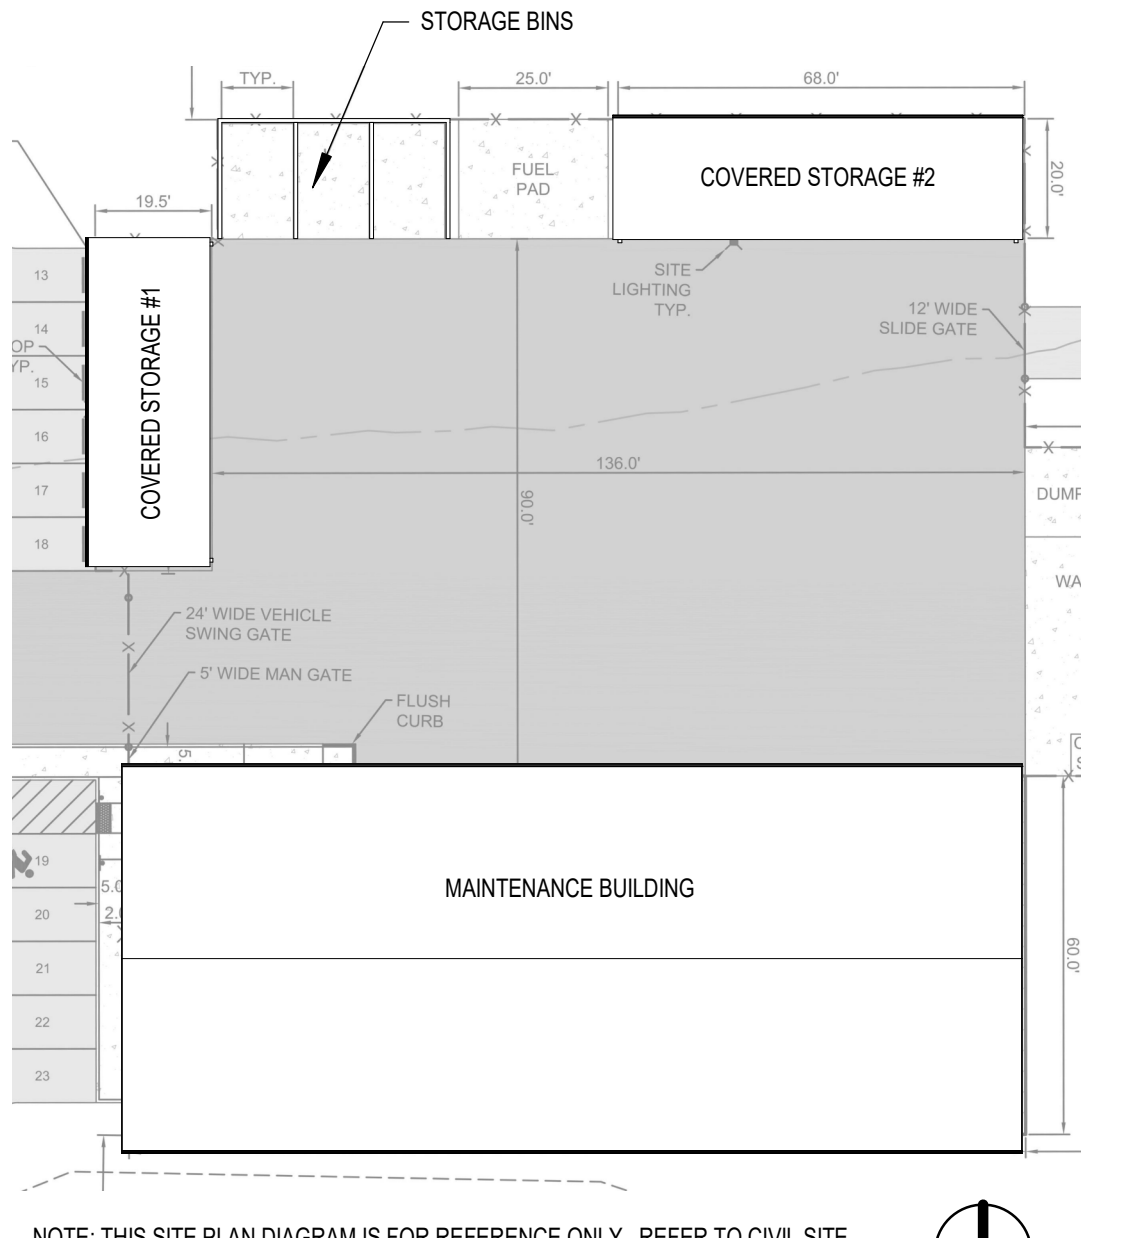 STORAGE BINS
TYP.
25.0'
68.0'
FUEL
PAD
COVERED STORAGE #2
20.0'
19.5'
COVERED STORAGE #1
SITE
LIGHTING
TYP.
12' WIDE
SLIDE GATE
13
14
15
16
17
18
136.0'
90.0'
24' WIDE VEHICLE
SWING GATE
5' WIDE MAN GATE
FLUSH
CURB
MAINTENANCE BUILDING
19
20
21
22
23
60.0'
NOTE: THIS SITE PLAN DIAGRAM IS FOR REFERENCE ONLY. REFER TO CIVIL SITE